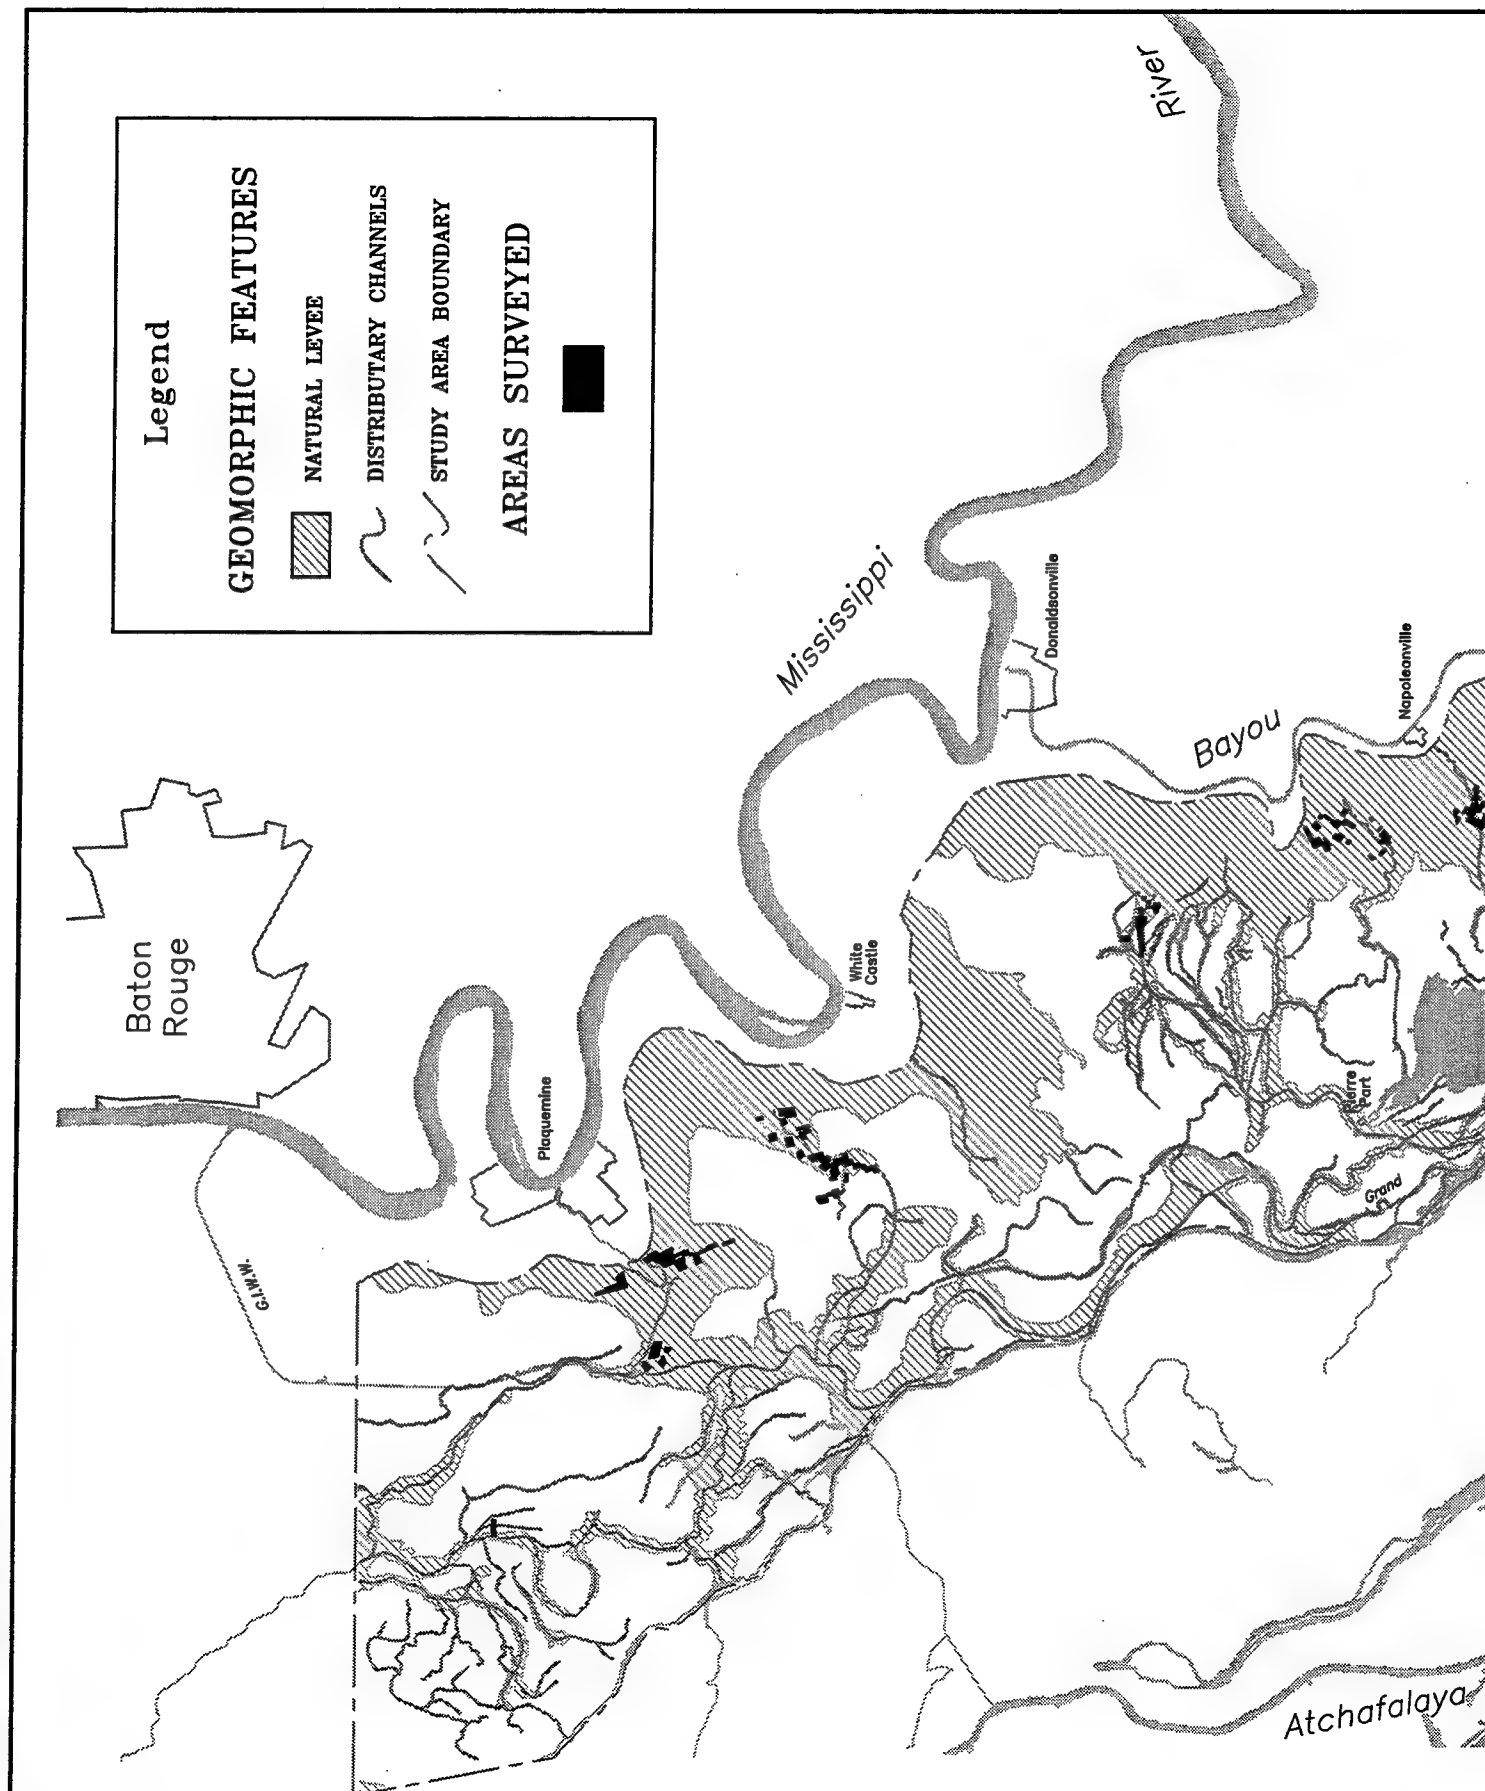 Legend
GEOMORPHIC FEATURES
NATURAL LEVEE
DISTRIBUTARY CHANNELS
STUDY AREA BOUNDARY
AREAS SURVEYED
River
Mississippi
Donaldsonville
Napoleanville
Bayou
Baton
Rouge
White
Castle
Plaquemine
G.I.W.W.
Pierre
Part
Grand
Atchafalaya